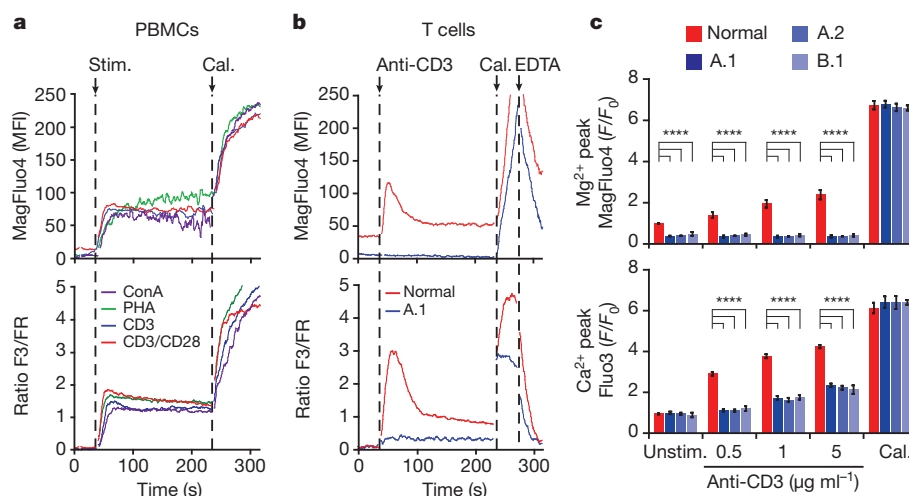 a
PBMCs
Stim.
Cal.
MagFluo4 (MFI)
250
200
150
100
50
0
Ratio F3/FR
5
4
3
2
1
0
ConA
PHA
CD3
CD3/CD28
0
100
200
300
Time (s)
b
T cells
Anti-CD3
Cal.
EDTA
MagFluo4 (MFI)
250
200
150
100
50
0
Ratio F3/FR
5
4
3
2
1
0
Normal
A.1
0
100
200
300
Time (s)
c
Normal
A.2
A.1
B.1
Mg²⁺ peak
MagFluo4 (F/F₀)
8
6
4
2
0
**** **** **** ****
Ca²⁺ peak
Fluo3 (F/F₀)
8
6
4
2
0
**** **** ****
Unstim. 0.5 1 5 Cal.
Anti-CD3 (µg ml⁻¹)